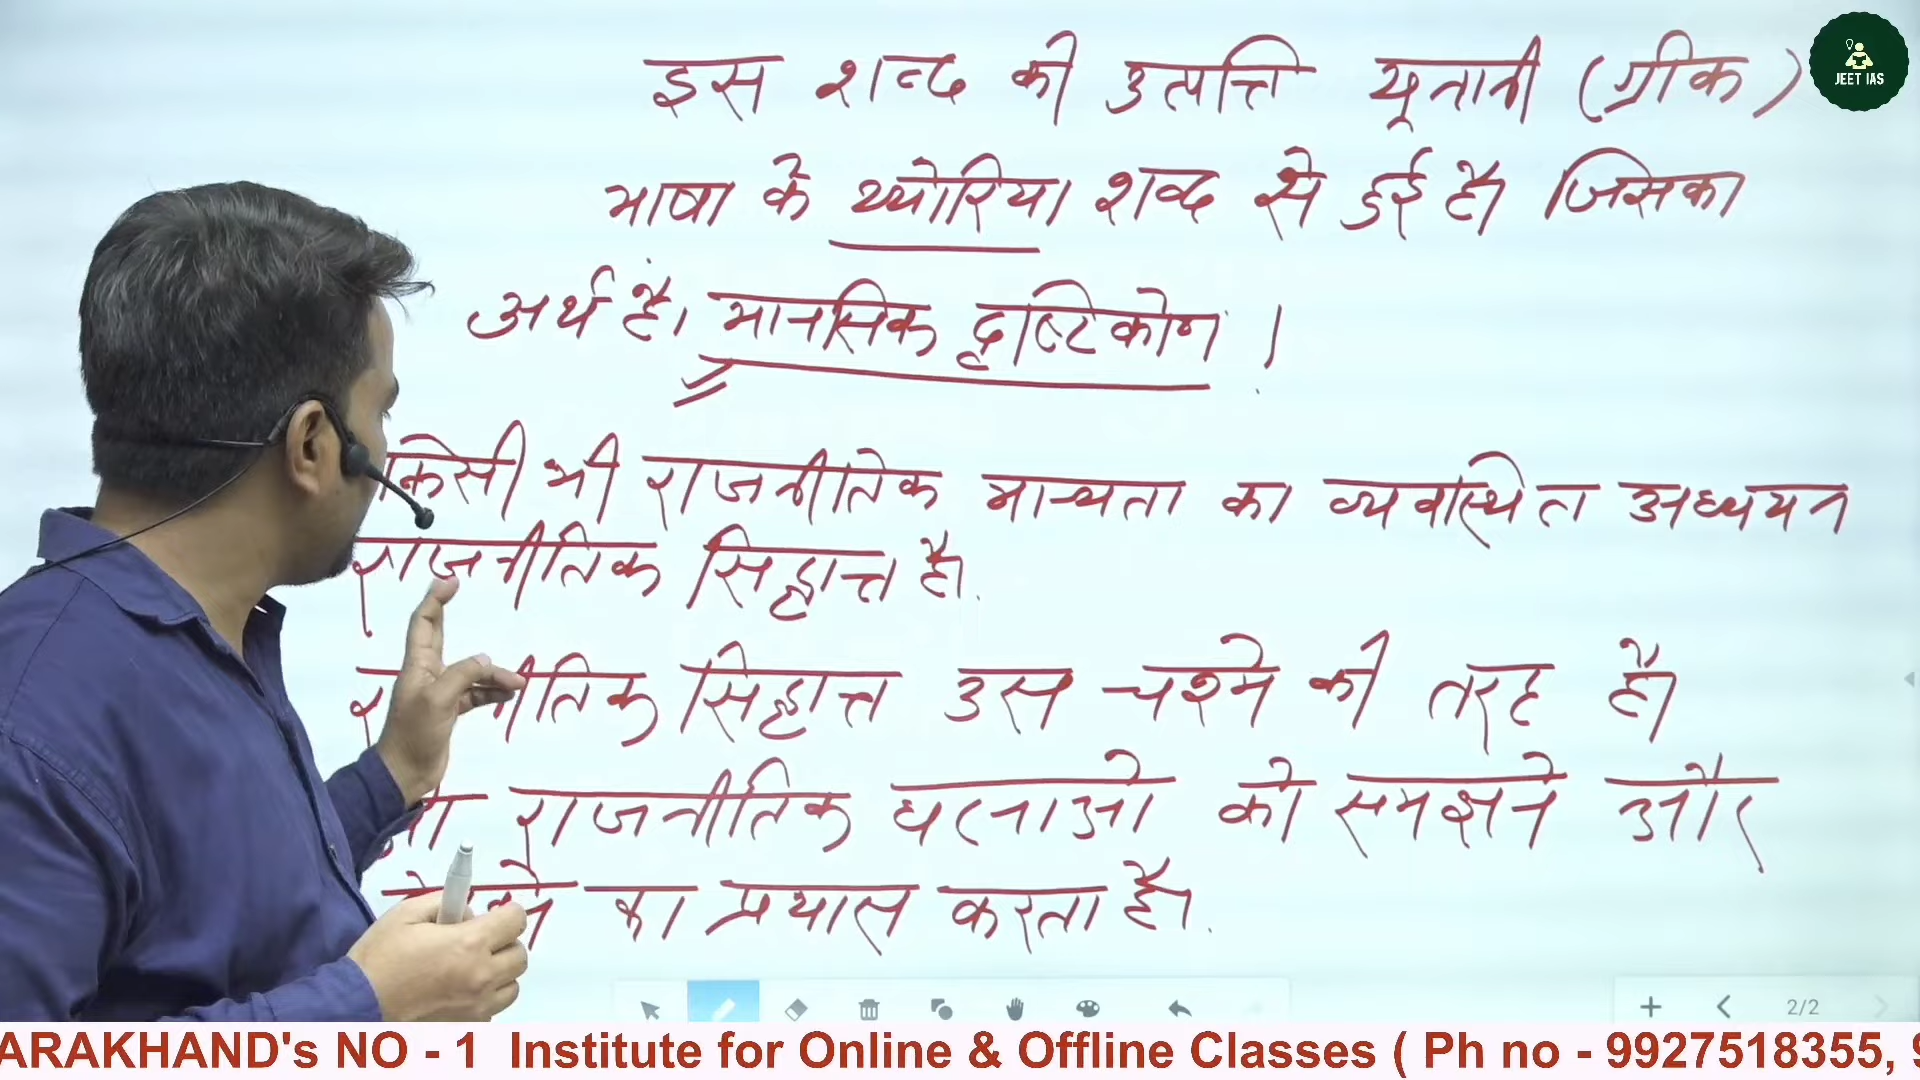 इस शब्द की उत्पत्ति यूनानी (ग्रीक)
JEET IAS
भाषा के थ्योरिया शब्द से हुई है। जिसका
अर्थ है। मानसिक दृष्टिकोण ।
किसी भी राजनीतिक मान्यता का व्यवस्थित अध्ययन
राजनीतिक सिद्धान्त है।
सिद्धान्त उस चश्मे की तरह है।
राजनीतिक घटनाओ को समझने और
का प्रयास करता है।
2/2
ARAKHAND's NO - 1 Institute for Online & Offline Classes ( Ph no - 9927518355, 9